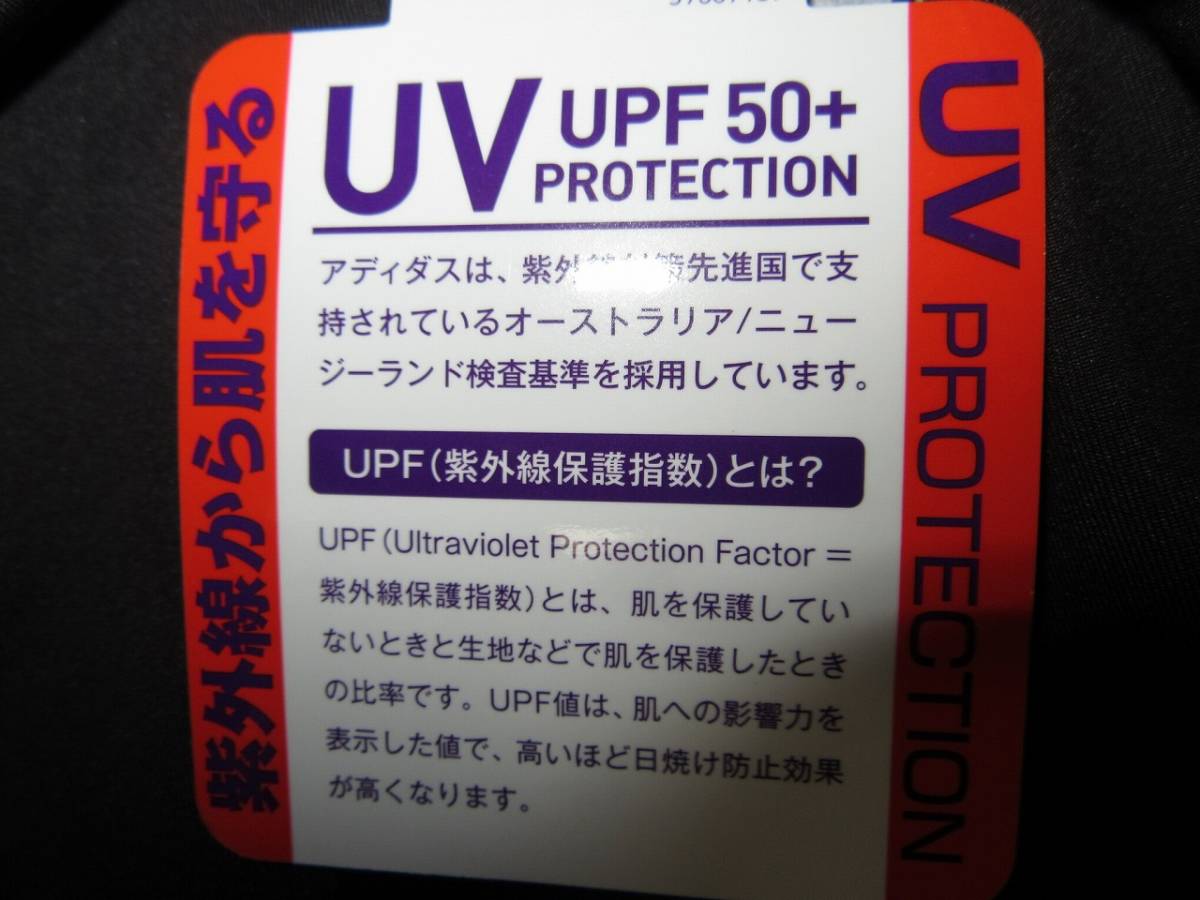 紫外線から肌を守る
UV UPF 50+
PROTECTION
アディダスは、紫外線対策先進国で支
持されているオーストラリア/ニュー
ジーランド検査基準を採用しています。
UPF(紫外線保護指数)とは?
UPF(Ultraviolet Protection Factor =
紫外線保護指数)とは、肌を保護してい
ないときと生地などで肌を保護したとき
の比率です。UPF値は、肌への影響力を
表示した値で、高いほど日焼け防止効果
が高くなります。
UV PROTECTION